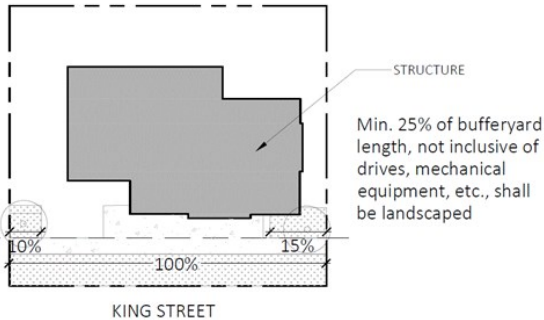 STRUCTURE
Min. 25% of bufferyard
length, not inclusive of
drives, mechanical
equipment, etc., shall
be landscaped
10%
15%
100%
KING STREET